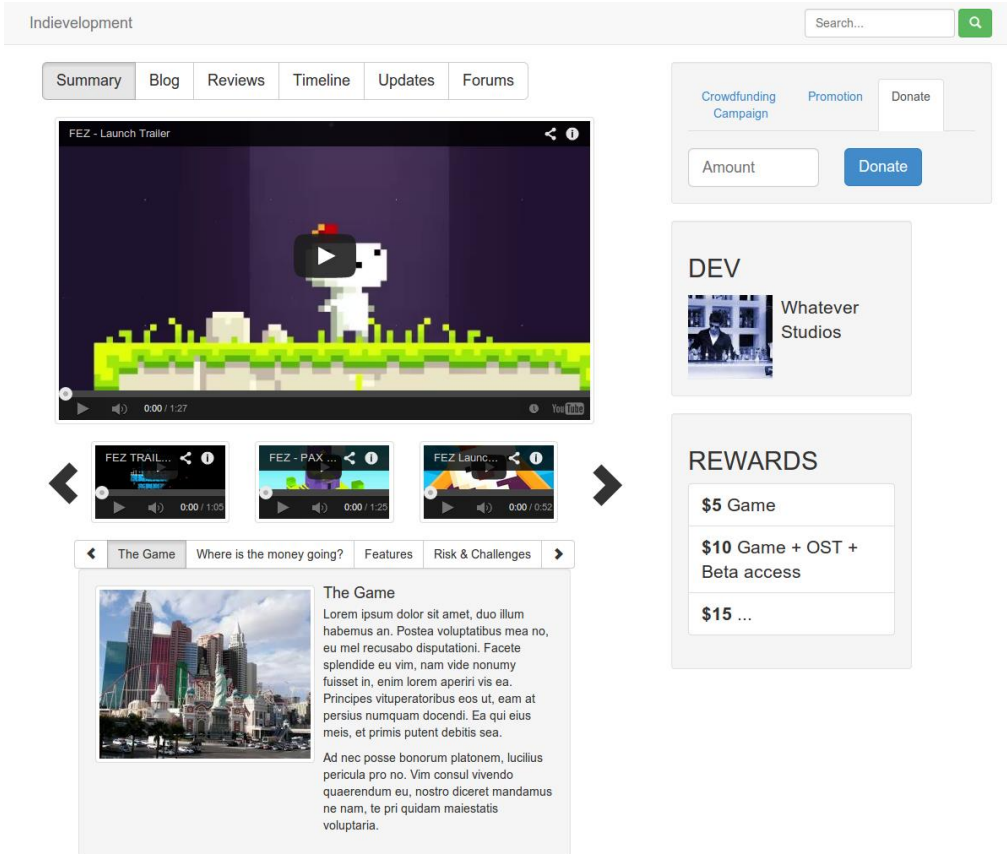 Indievelopment
Search...
Summary Blog Reviews Timeline Updates Forums
FEZ - Launch Trailer
0:00 / 1:27
YouTube
FEZ TRAIL...
0:00 / 1:05
FEZ - PAX ...
0:00 / 1:25
FEZ Launc...
0:00 / 0:52
The Game Where is the money going? Features Risk & Challenges
The Game
Lorem ipsum dolor sit amet, duo illum
habemus an. Postea voluptatibus mea no,
eu mel recusabo disputationi. Facete
splendide eu vim, nam vide nonumy
fuisset in, enim lorem aperiri vis ea.
Principes vituperatoribus eos ut, eam at
persius numquam docendi. Ea qui eius
meis, et primis putent debitis sea.
Ad nec posse bonorum platonem, lucilius
pericula pro no. Vim consul vivendo
quaerendum eu, nostro diceret mandamus
ne nam, te pri quidam maiestatis
voluptaria.
Crowdfunding
Campaign
Promotion
Donate
Amount
Donate
DEV
Whatever
Studios
REWARDS
$5 Game
$10 Game + OST +
Beta access
$15 ...